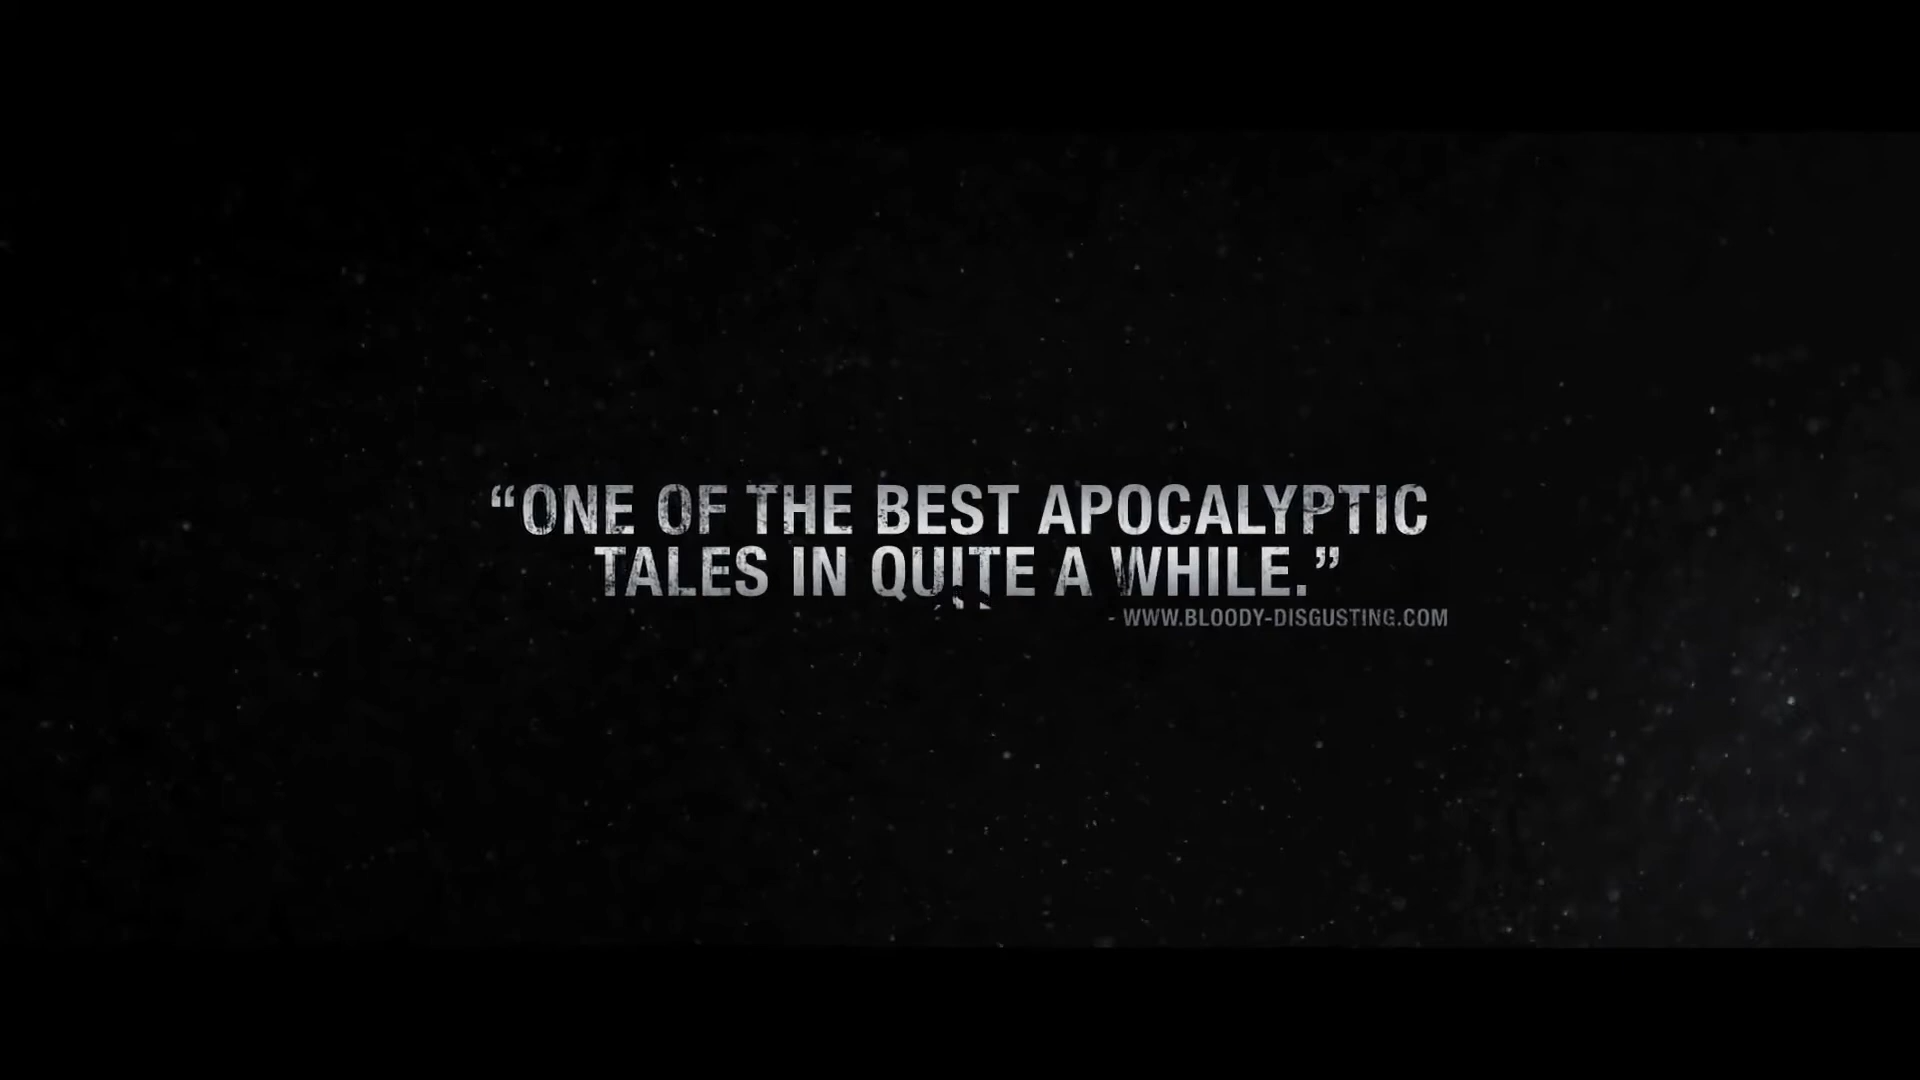 “ONE OF THE BEST APOCALYPTIC
TALES IN QUITE A WHILE.”
- WWW.BLOODY-DISGUSTING.COM